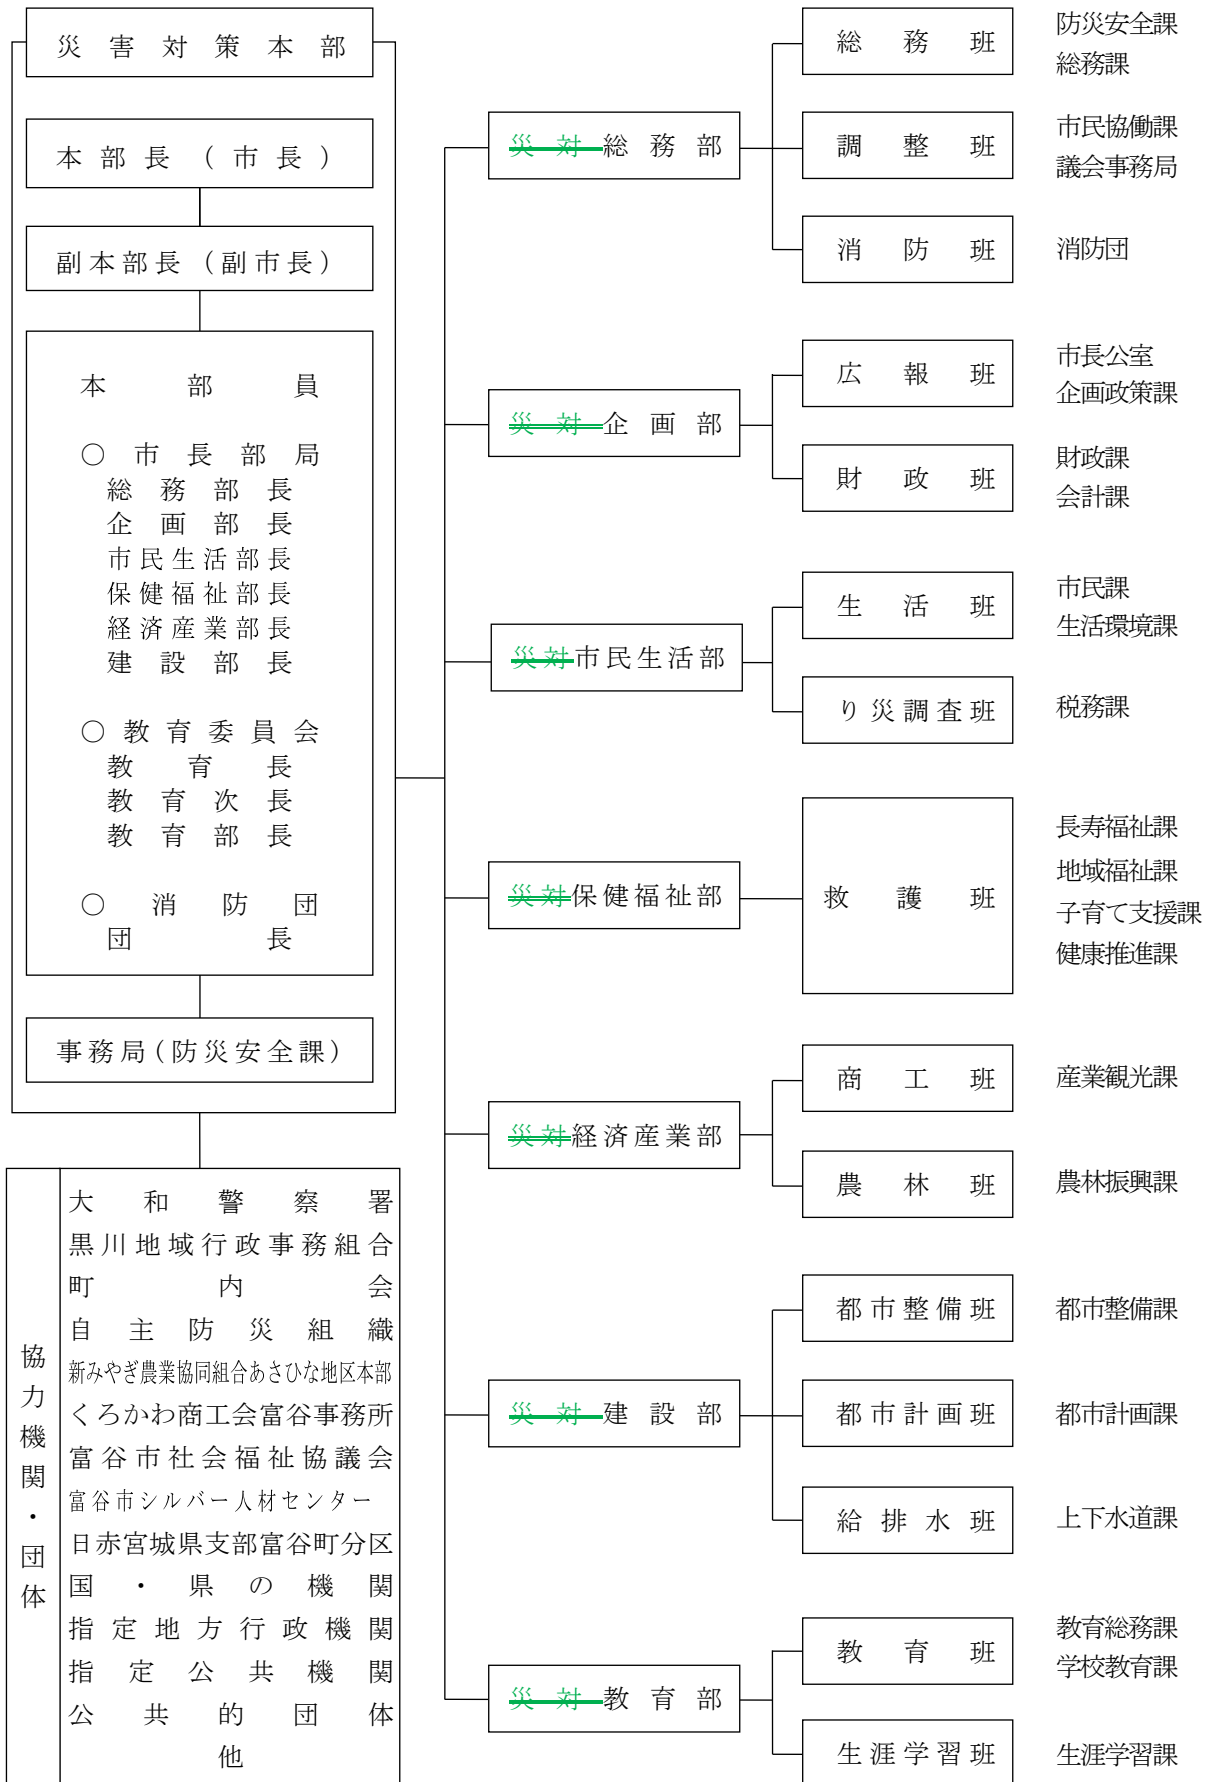 災害対策本部
本部長（市長）
副本部長（副市長）
本部員
○市長部局
総務部長
企画部長
市民生活部長
保健福祉部長
経済産業部長
建設部長
○教育委員会
教育長
教育次長
教育部長
○消防団
団長
事務局（防災安全課）
協力機関・団体
大和警察署
黒川地域行政事務組合
町内会
自主防災組織
新みやぎ農業協同組合あさひな地区本部
くろかわ商工会富谷事務所
富谷市社会福祉協議会
富谷市シルバー人材センター
日赤宮城県支部富谷町分区
国・県の機関
指定地方行政機関
指定公共機関
公共的団体
他
災対総務部
総務班
防災安全課
総務課
調整班
市民協働課
議会事務局
消防班
消防団
災対企画部
広報班
市長公室
企画政策課
財政班
財政課
会計課
災対市民生活部
生活班
市民課
生活環境課
り災調査班
税務課
災対保健福祉部
救護班
長寿福祉課
地域福祉課
子育て支援課
健康推進課
災対経済産業部
商工班
産業観光課
農林班
農林振興課
災対建設部
都市整備班
都市整備課
都市計画班
都市計画課
給排水班
上下水道課
災対教育部
教育班
教育総務課
学校教育課
生涯学習班
生涯学習課